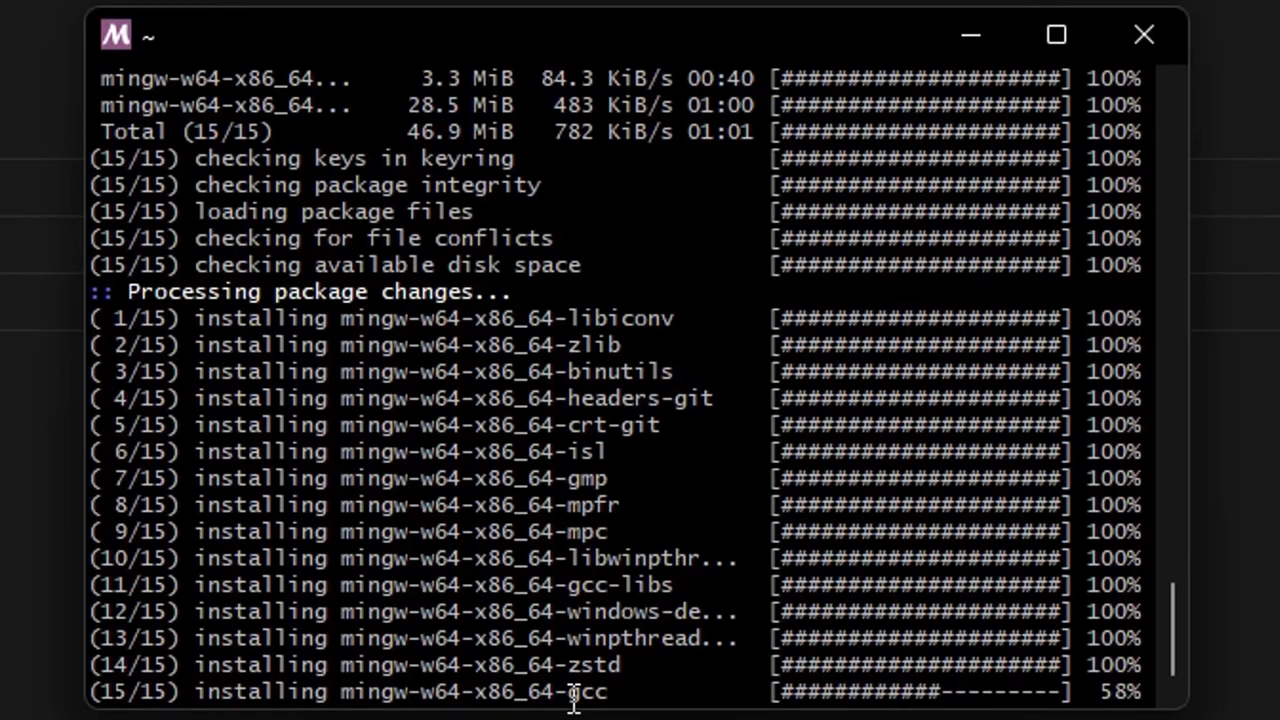 M ~
mingw-w64-x86_64... 3.3 MiB 84.3 KiB/s 00:40 [#####################] 100%
mingw-w64-x86_64... 28.5 MiB 483 KiB/s 01:00 [#####################] 100%
Total (15/15) 46.9 MiB 782 KiB/s 01:01 [#####################] 100%
(15/15) checking keys in keyring [#####################] 100%
(15/15) checking package integrity [#####################] 100%
(15/15) loading package files [#####################] 100%
(15/15) checking for file conflicts [#####################] 100%
(15/15) checking available disk space [#####################] 100%
:: Processing package changes...
( 1/15) installing mingw-w64-x86_64-libiconv [#####################] 100%
( 2/15) installing mingw-w64-x86_64-zlib [#####################] 100%
( 3/15) installing mingw-w64-x86_64-binutils [#####################] 100%
( 4/15) installing mingw-w64-x86_64-headers-git [#####################] 100%
( 5/15) installing mingw-w64-x86_64-crt-git [#####################] 100%
( 6/15) installing mingw-w64-x86_64-isl [#####################] 100%
( 7/15) installing mingw-w64-x86_64-gmp [#####################] 100%
( 8/15) installing mingw-w64-x86_64-mpfr [#####################] 100%
( 9/15) installing mingw-w64-x86_64-mpc [#####################] 100%
(10/15) installing mingw-w64-x86_64-libwinpthr... [#####################] 100%
(11/15) installing mingw-w64-x86_64-gcc-libs [#####################] 100%
(12/15) installing mingw-w64-x86_64-windows-de... [#####################] 100%
(13/15) installing mingw-w64-x86_64-winpthread... [#####################] 100%
(14/15) installing mingw-w64-x86_64-zstd [#####################] 100%
(15/15) installing mingw-w64-x86_64-gcc [############---------] 58%